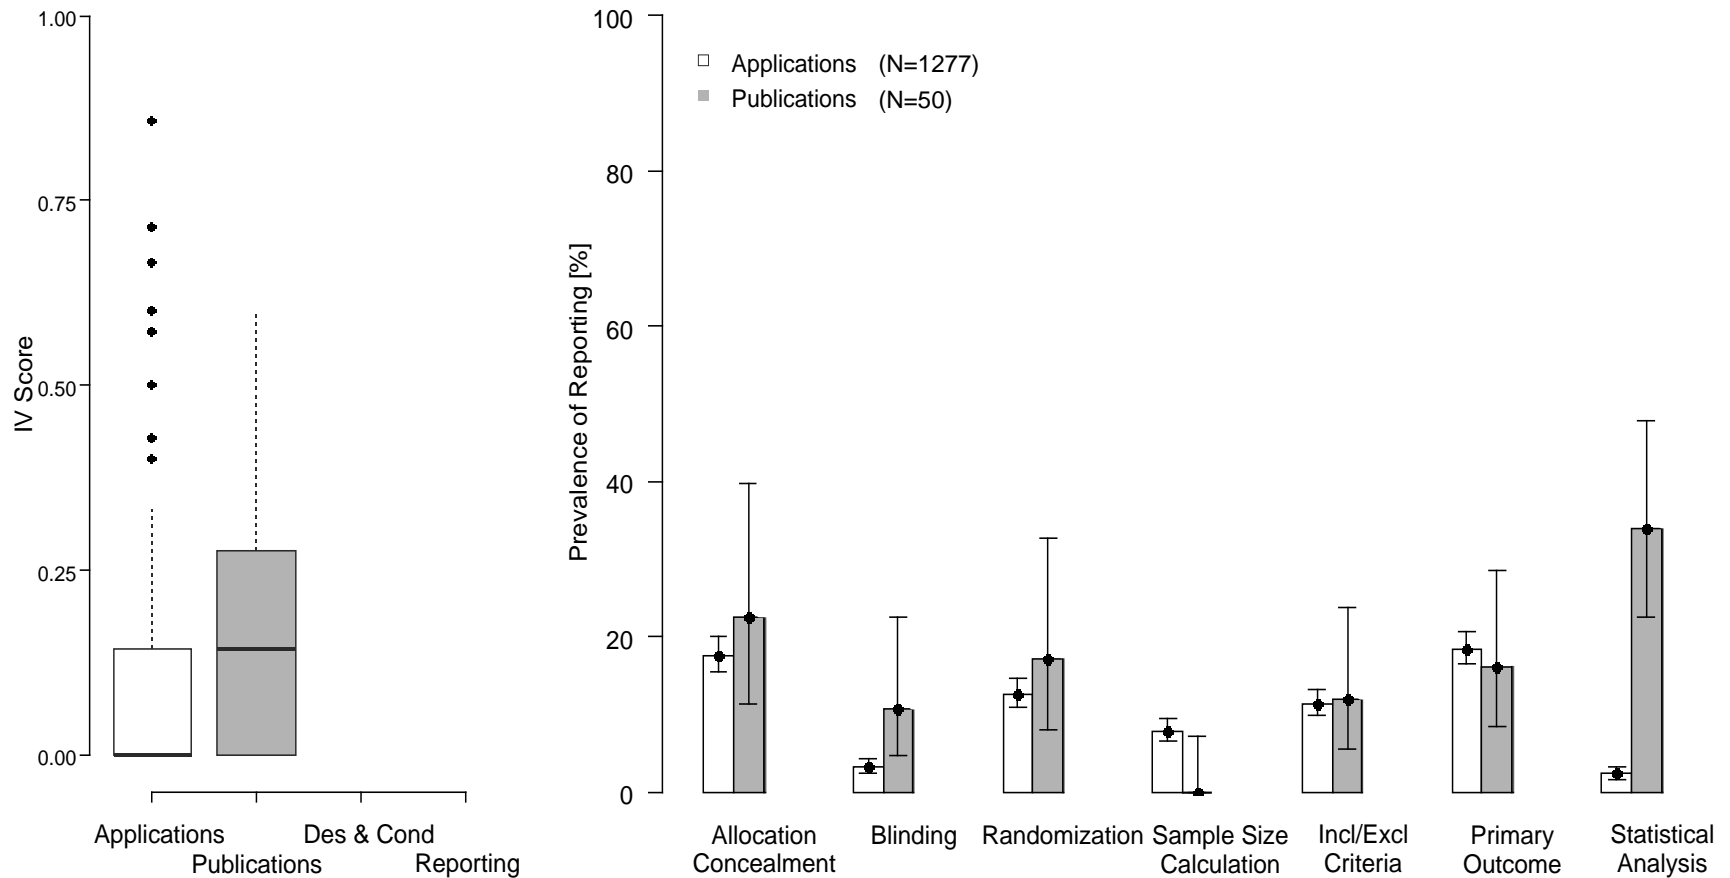 1.00
0.75
0.50
0.25
0.00
IV Score
Applications
Publications
Des & Cond
Reporting
100
80
60
40
20
0
Prevalence of Reporting [%]
Applications (N=1277)
Publications (N=50)
Allocation
Concealment
Blinding
Randomization
Sample Size
Calculation
Incl/Excl
Criteria
Primary
Outcome
Statistical
Analysis